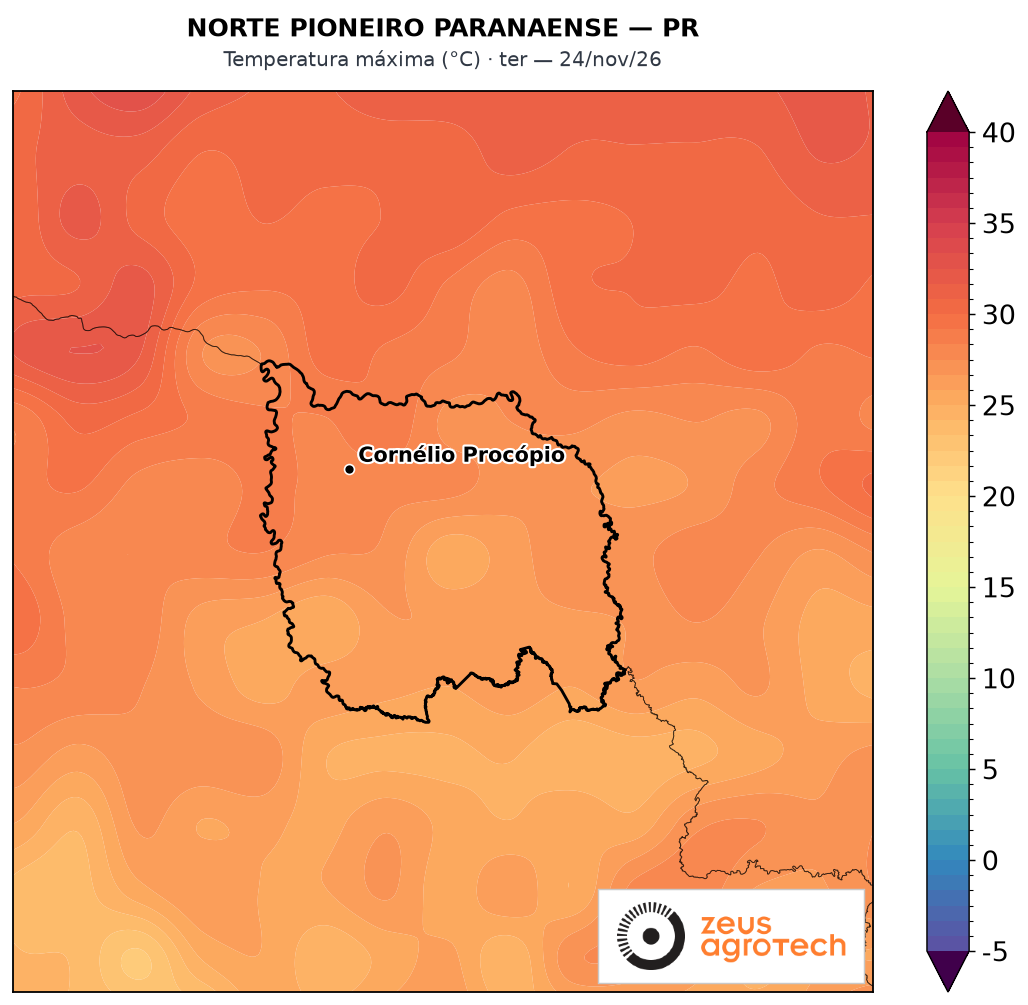 NORTE PIONEIRO PARANAENSE — PR
Temperatura máxima (°C) · ter — 24/nov/26
40
35
30
25
20
15
10
5
0
-5
Cornélio Procópio
zeus
agrotech